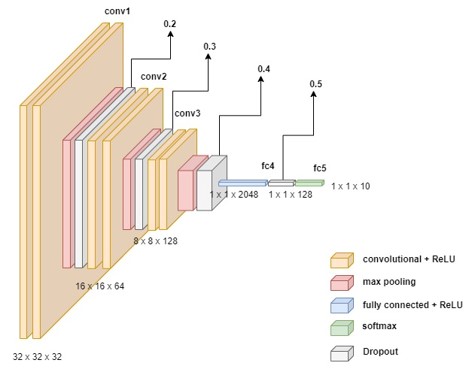 conv1
0.2
0.3
conv2
0.4
0.5
conv3
fc4
fc5
1 x 1 x 2048
1 x 1 x 128
1 x 1 x 10
8 x 8 x 128
16 x 16 x 64
32 x 32 x 32
convolutional + ReLU
max pooling
fully connected + ReLU
softmax
Dropout